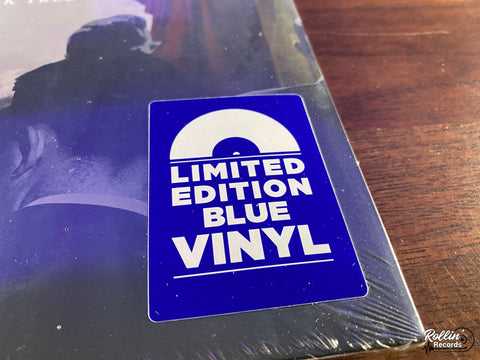 LIMITED
EDITION
BLUE
VINYL
Rollin'
Records